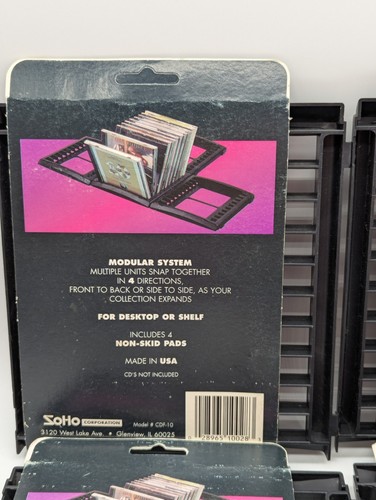 MODULAR SYSTEM
MULTIPLE UNITS SNAP TOGETHER
IN 4 DIRECTIONS,
FRONT TO BACK OR SIDE TO SIDE, AS YOUR
COLLECTION EXPANDS
FOR DESKTOP OR SHELF
INCLUDES 4
NON-SKID PADS
MADE IN USA
CD'S NOT INCLUDED
SoHo CORPORATION Model # CDF-10
3120 West Lake Ave. • Glenview, IL 60025
28965 10028